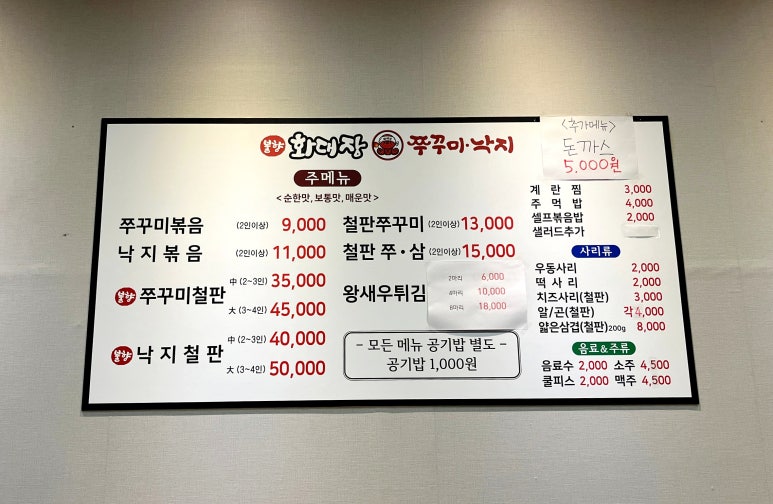 불향 화대장 쭈꾸미·낙지
주메뉴
<순한맛, 보통맛, 매운맛>
쭈꾸미볶음 (2인이상) 9,000
낙지볶음 (2인이상) 11,000
불향 쭈꾸미철판 中 (2~3인) 35,000
大 (3~4인) 45,000
불향 낙지철판 中 (2~3인) 40,000
大 (3~4인) 50,000
철판쭈꾸미 (2인이상) 13,000
철판 쭈·삼 (2인이상) 15,000
왕새우튀김
2마리 6,000
4마리 10,000
8마리 18,000
- 모든 메뉴 공기밥 별도 -
공기밥 1,000원
<추가메뉴>
돈까스
5,000원
계란찜 3,000
주먹밥 4,000
셀프볶음밥 2,000
샐러드추가
사리류
우동사리 2,000
떡사리 2,000
치즈사리(철판) 3,000
알/곤(철판) 각4,000
얇은삼겹(철판)200g 8,000
음료&주류
음료수 2,000 소주 4,500
쿨피스 2,000 맥주 4,500